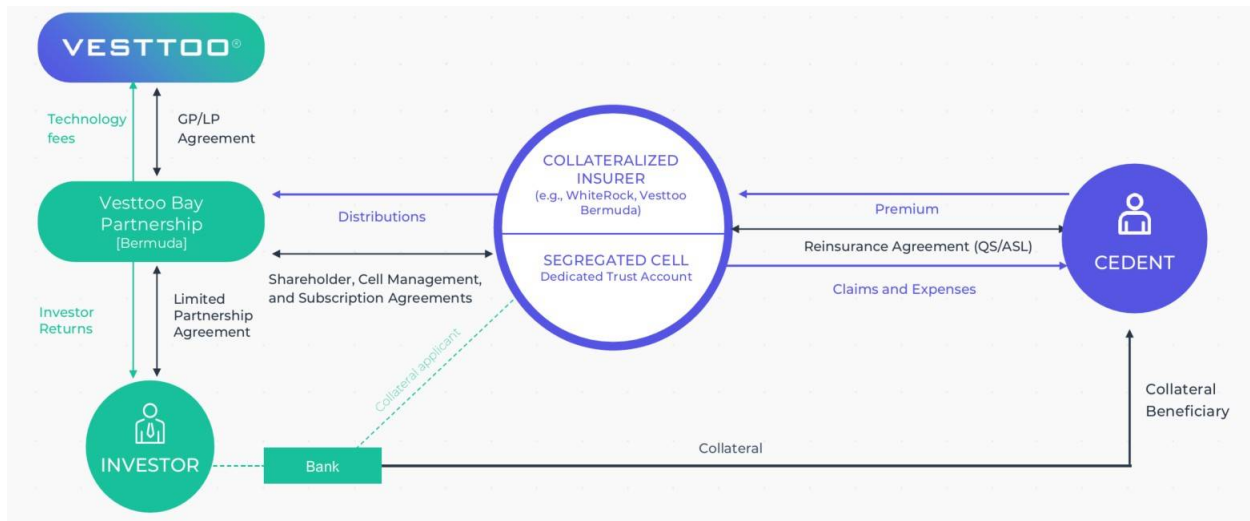 VESTTOO®
Technology
fees
GP/LP
Agreement
Vesttoo Bay
Partnership
[Bermuda]
Distributions
Shareholder, Cell Management,
and Subscription Agreements
Investor
Returns
Limited
Partnership
Agreement
INVESTOR
Bank
Collateral applicant
COLLATERALIZED
INSURER
(e.g., WhiteRock, Vesttoo
Bermuda)
SEGREGATED CELL
Dedicated Trust Account
Premium
Reinsurance Agreement (QS/ASL)
Claims and Expenses
CEDENT
Collateral
Collateral
Beneficiary